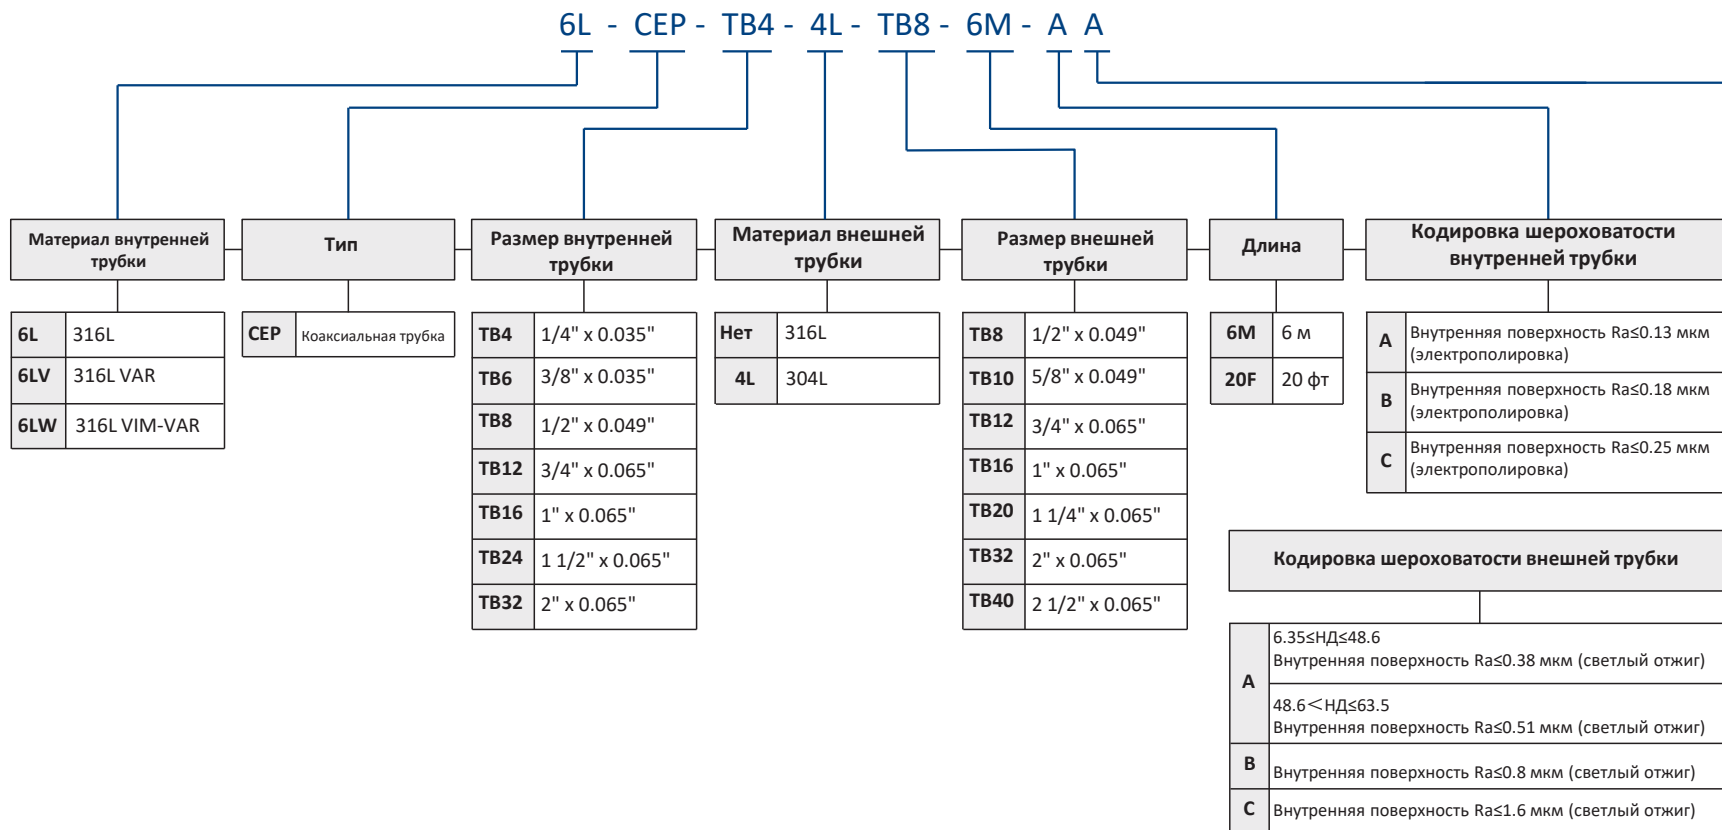 6L - CEP - TB4 - 4L - TB8 - 6M - A A
Материал внутренней
трубки
6L 316L
6LV 316L VAR
6LW 316L VIM-VAR
Тип
CEP Коаксиальная трубка
Размер внутренней
трубки
TB4 1/4" x 0.035"
TB6 3/8" x 0.035"
TB8 1/2" x 0.049"
TB12 3/4" x 0.065"
TB16 1" x 0.065"
TB24 1 1/2" x 0.065"
TB32 2" x 0.065"
Материал внешней
трубки
Нет 316L
4L 304L
Размер внешней
трубки
TB8 1/2" x 0.049"
TB10 5/8" x 0.049"
TB12 3/4" x 0.065"
TB16 1" x 0.065"
TB20 1 1/4" x 0.065"
TB32 2" x 0.065"
TB40 2 1/2" x 0.065"
Длина
6M 6 м
20F 20 фт
Кодировка шероховатости
внутренней трубки
A Внутренняя поверхность Ra≤0.13 мкм
(электрополировка)
B Внутренняя поверхность Ra≤0.18 мкм
(электрополировка)
C Внутренняя поверхность Ra≤0.25 мкм
(электрополировка)
Кодировка шероховатости внешней трубки
A
6.35≤НД≤48.6
Внутренняя поверхность Ra≤0.38 мкм (светлый отжиг)
48.6＜НД≤63.5
Внутренняя поверхность Ra≤0.51 мкм (светлый отжиг)
B Внутренняя поверхность Ra≤0.8 мкм (светлый отжиг)
C Внутренняя поверхность Ra≤1.6 мкм (светлый отжиг)